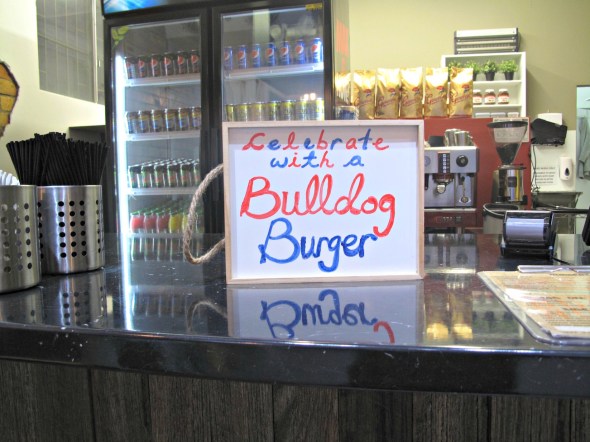 Celebrate
with a
Bulldog
Burger